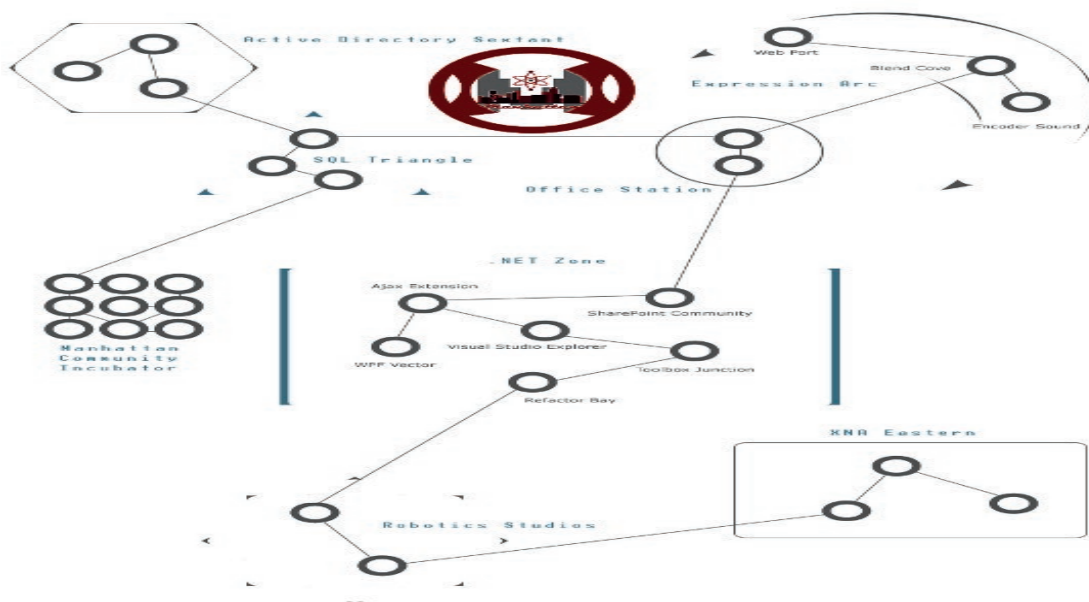 Active Directory Sextant
Web Port
Blend Cove
Expression Arc
Encoder Sound
SQL Triangle
Office Station
.NET Zone
Ajax Extension
SharePoint Community
Visual Studio Explorer
WPF Vector
Toolbox Junction
Refactor Bay
Manhattan
Community
Incubator
XNA Eastern
Robotics Studios